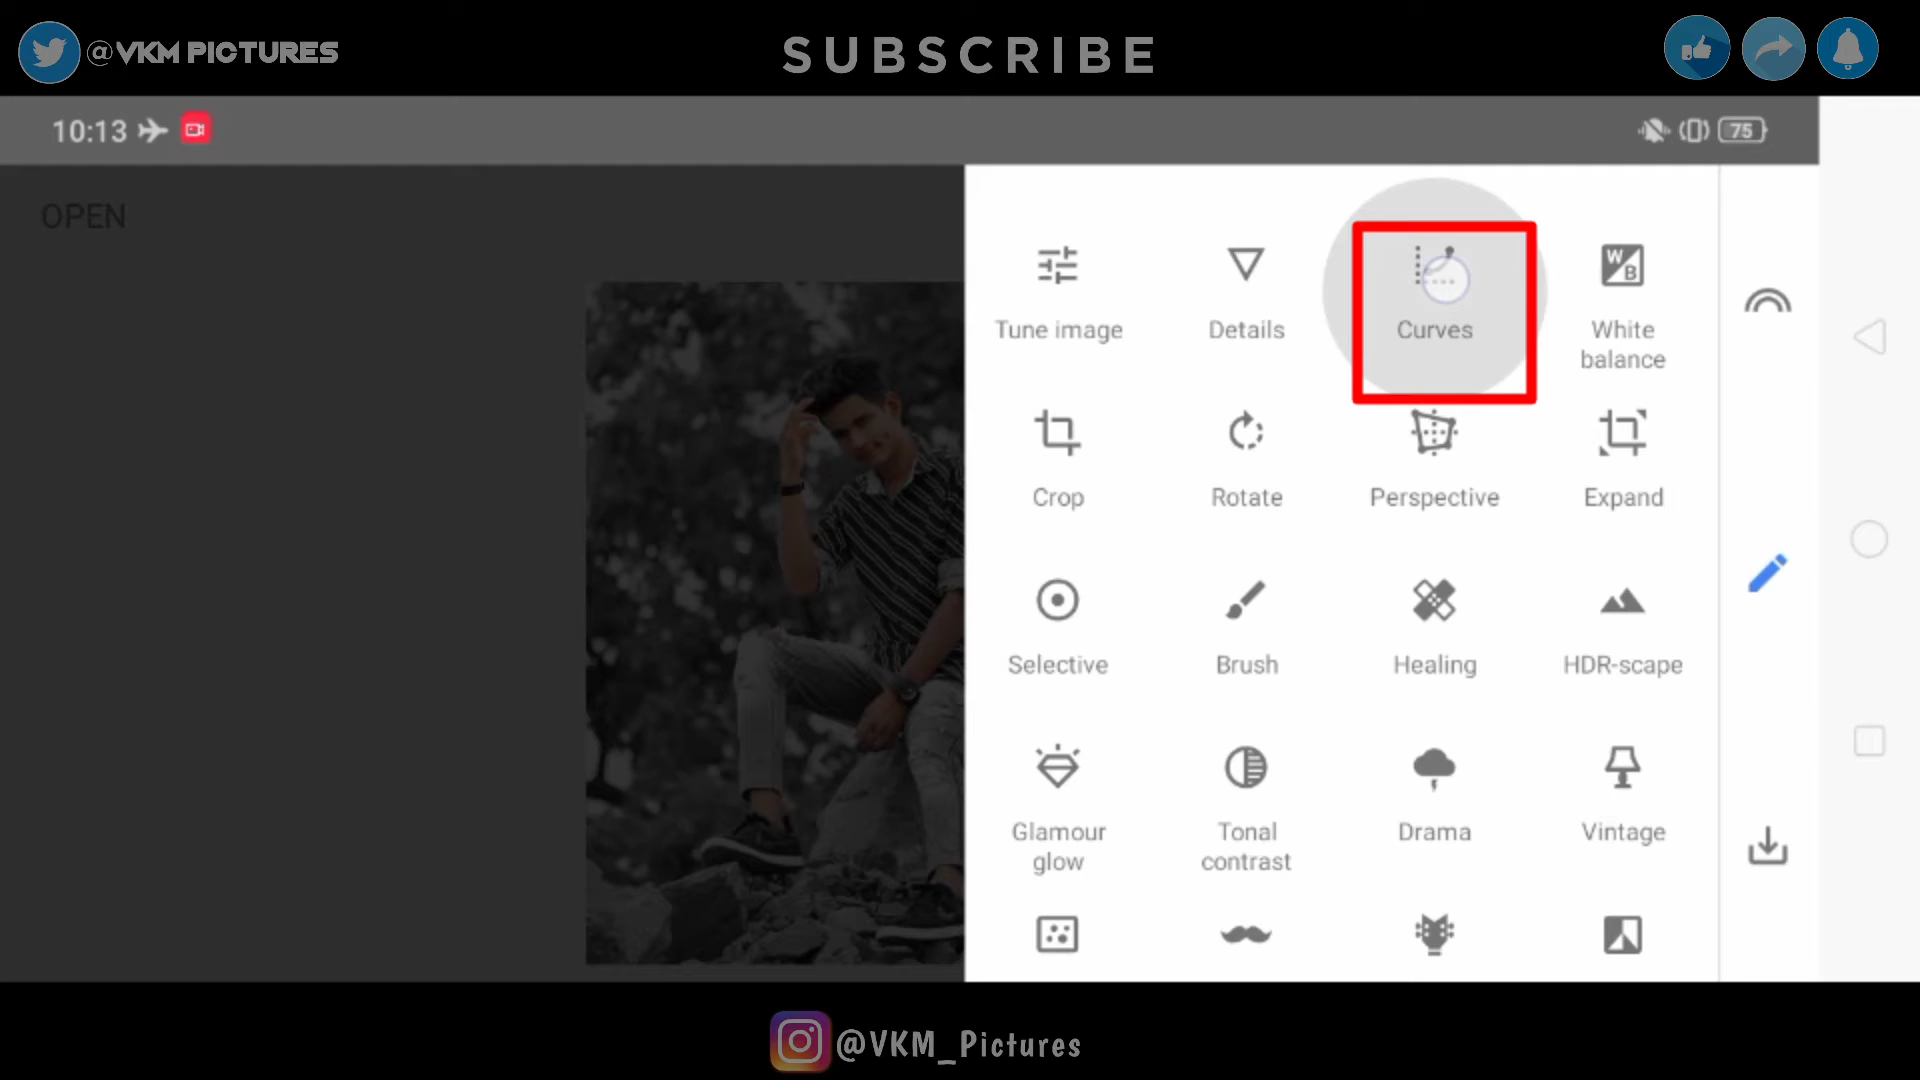 @VKM PICTURES
SUBSCRIBE
10:13
75
OPEN
Tune image
Details
Curves
White
balance
W
B
Crop
Rotate
Perspective
Expand
Selective
Brush
Healing
HDR-scape
Glamour
glow
Tonal
contrast
Drama
Vintage
@VKM_Pictures